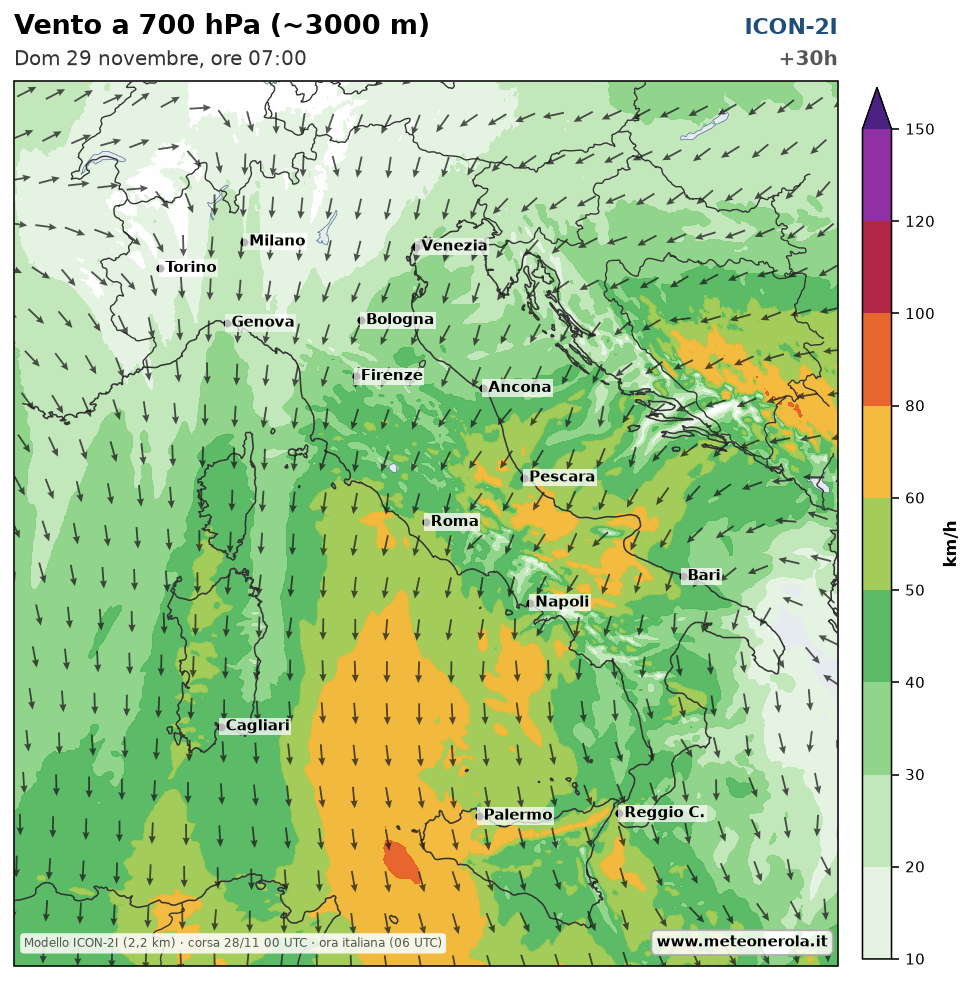 Vento a 700 hPa (~3000 m)
ICON-2I
Dom 29 novembre, ore 07:00
+30h
150
120
100
80
60
50
40
30
20
10
km/h
Milano
Venezia
Torino
Genova
Bologna
Firenze
Ancona
Pescara
Roma
Bari
Napoli
Cagliari
Palermo
Reggio C.
Modello ICON-2I (2,2 km) · corsa 28/11 00 UTC · ora italiana (06 UTC)
www.meteonerola.it